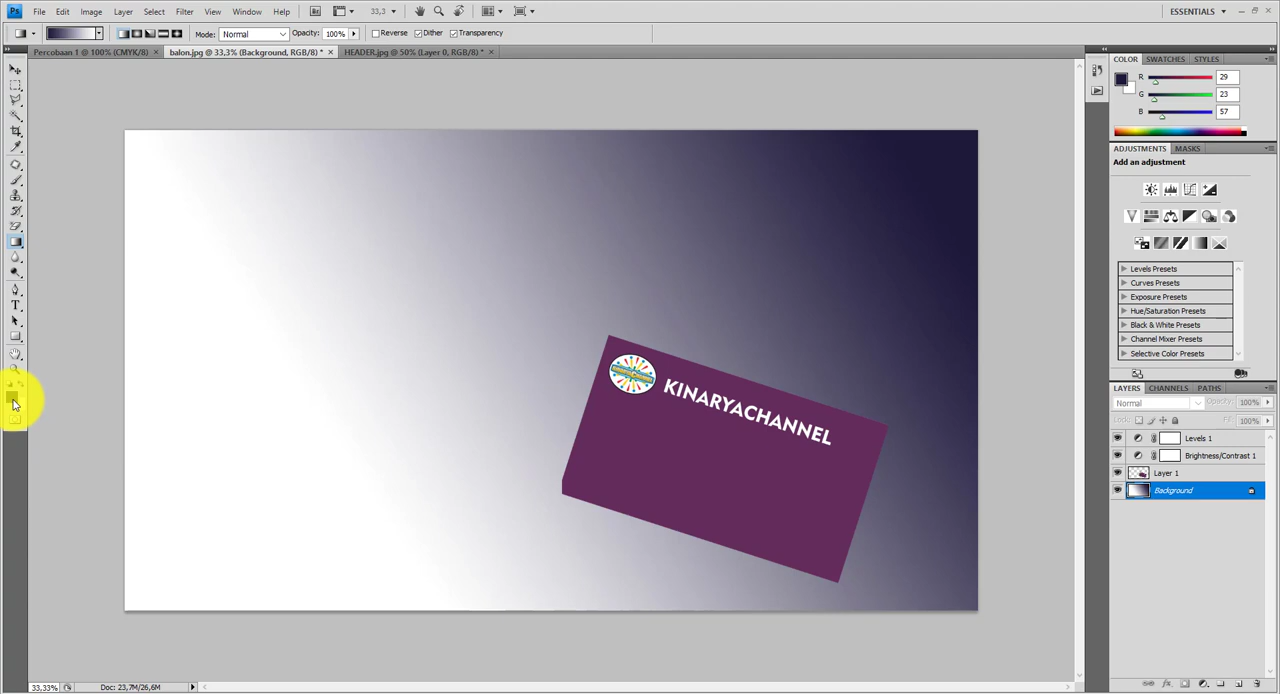 Ps File Edit Image Layer Select Filter View Window Help Br 33,3 ESSENTIALS
Mode: Normal Opacity: 100% Reverse Dither Transparency
Percobaan 1 @ 100% (CMYK/8) × balon.jpg @ 33,3% (Background, RGB/8) * × HEADER.jpg @ 50% (Layer 0, RGB/8) * ×
COLOR SWATCHES STYLES
R 29
G 23
B 57
ADJUSTMENTS MASKS
Add an adjustment
Levels Presets
Curves Presets
Exposure Presets
Hue/Saturation Presets
Black & White Presets
Channel Mixer Presets
Selective Color Presets
KINARYACHANNEL
LAYERS CHANNELS PATHS
Normal Opacity: 100%
Lock: Fill: 100%
Levels 1
Brightness/Contrast 1
Layer 1
Background
33,33% Doc: 23,7M/26,6M